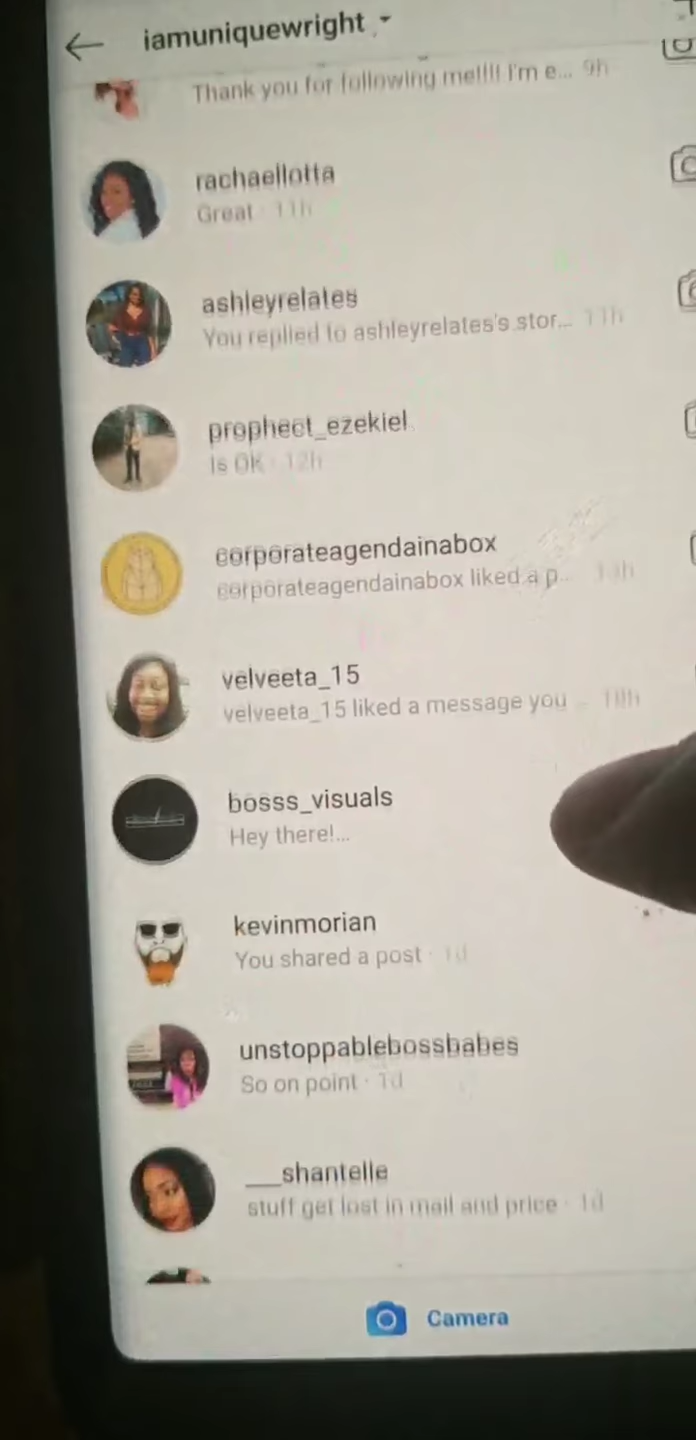 iamuniquewright
Thank you for following me!!!! I'm e... 9h
rachaellotta
Great · 11h
ashleyrelates
You replied to ashleyrelates's stor... 11h
prophect_ezekiel
Is OK · 12h
corporateagendainabox
corporateagendainabox liked a p...
velveeta_15
velveeta_15 liked a message you ... 18h
bosss_visuals
Hey there!...
kevinmorian
You shared a post · 1d
unstoppablebossbabes
So on point · 1d
___shantelle
stuff get lost in mail and price · 1d
Camera